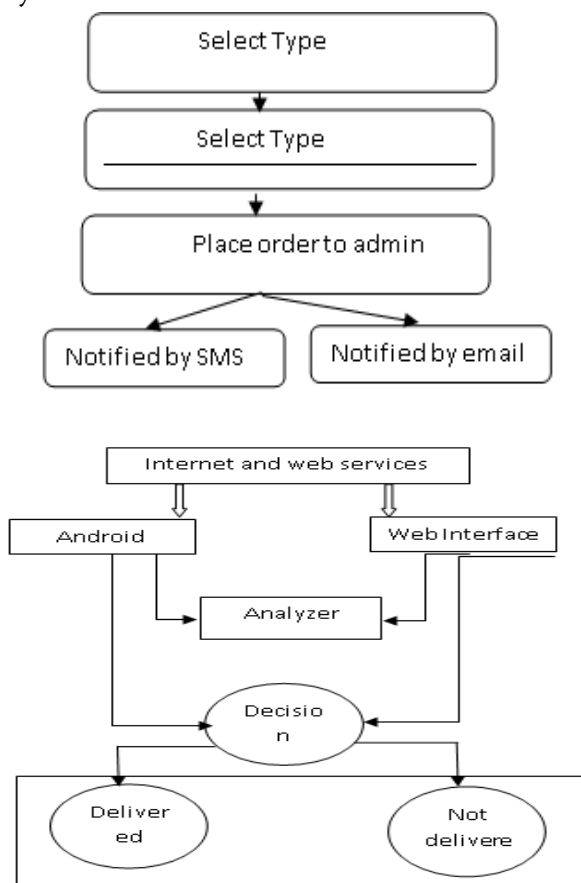 Select Type
Select Type
Place order to admin
Notified by SMS
Notified by email
Internet and web services
Android
Web Interface
Analyzer
Decisio
n
Deliver
ed
Not
delivere